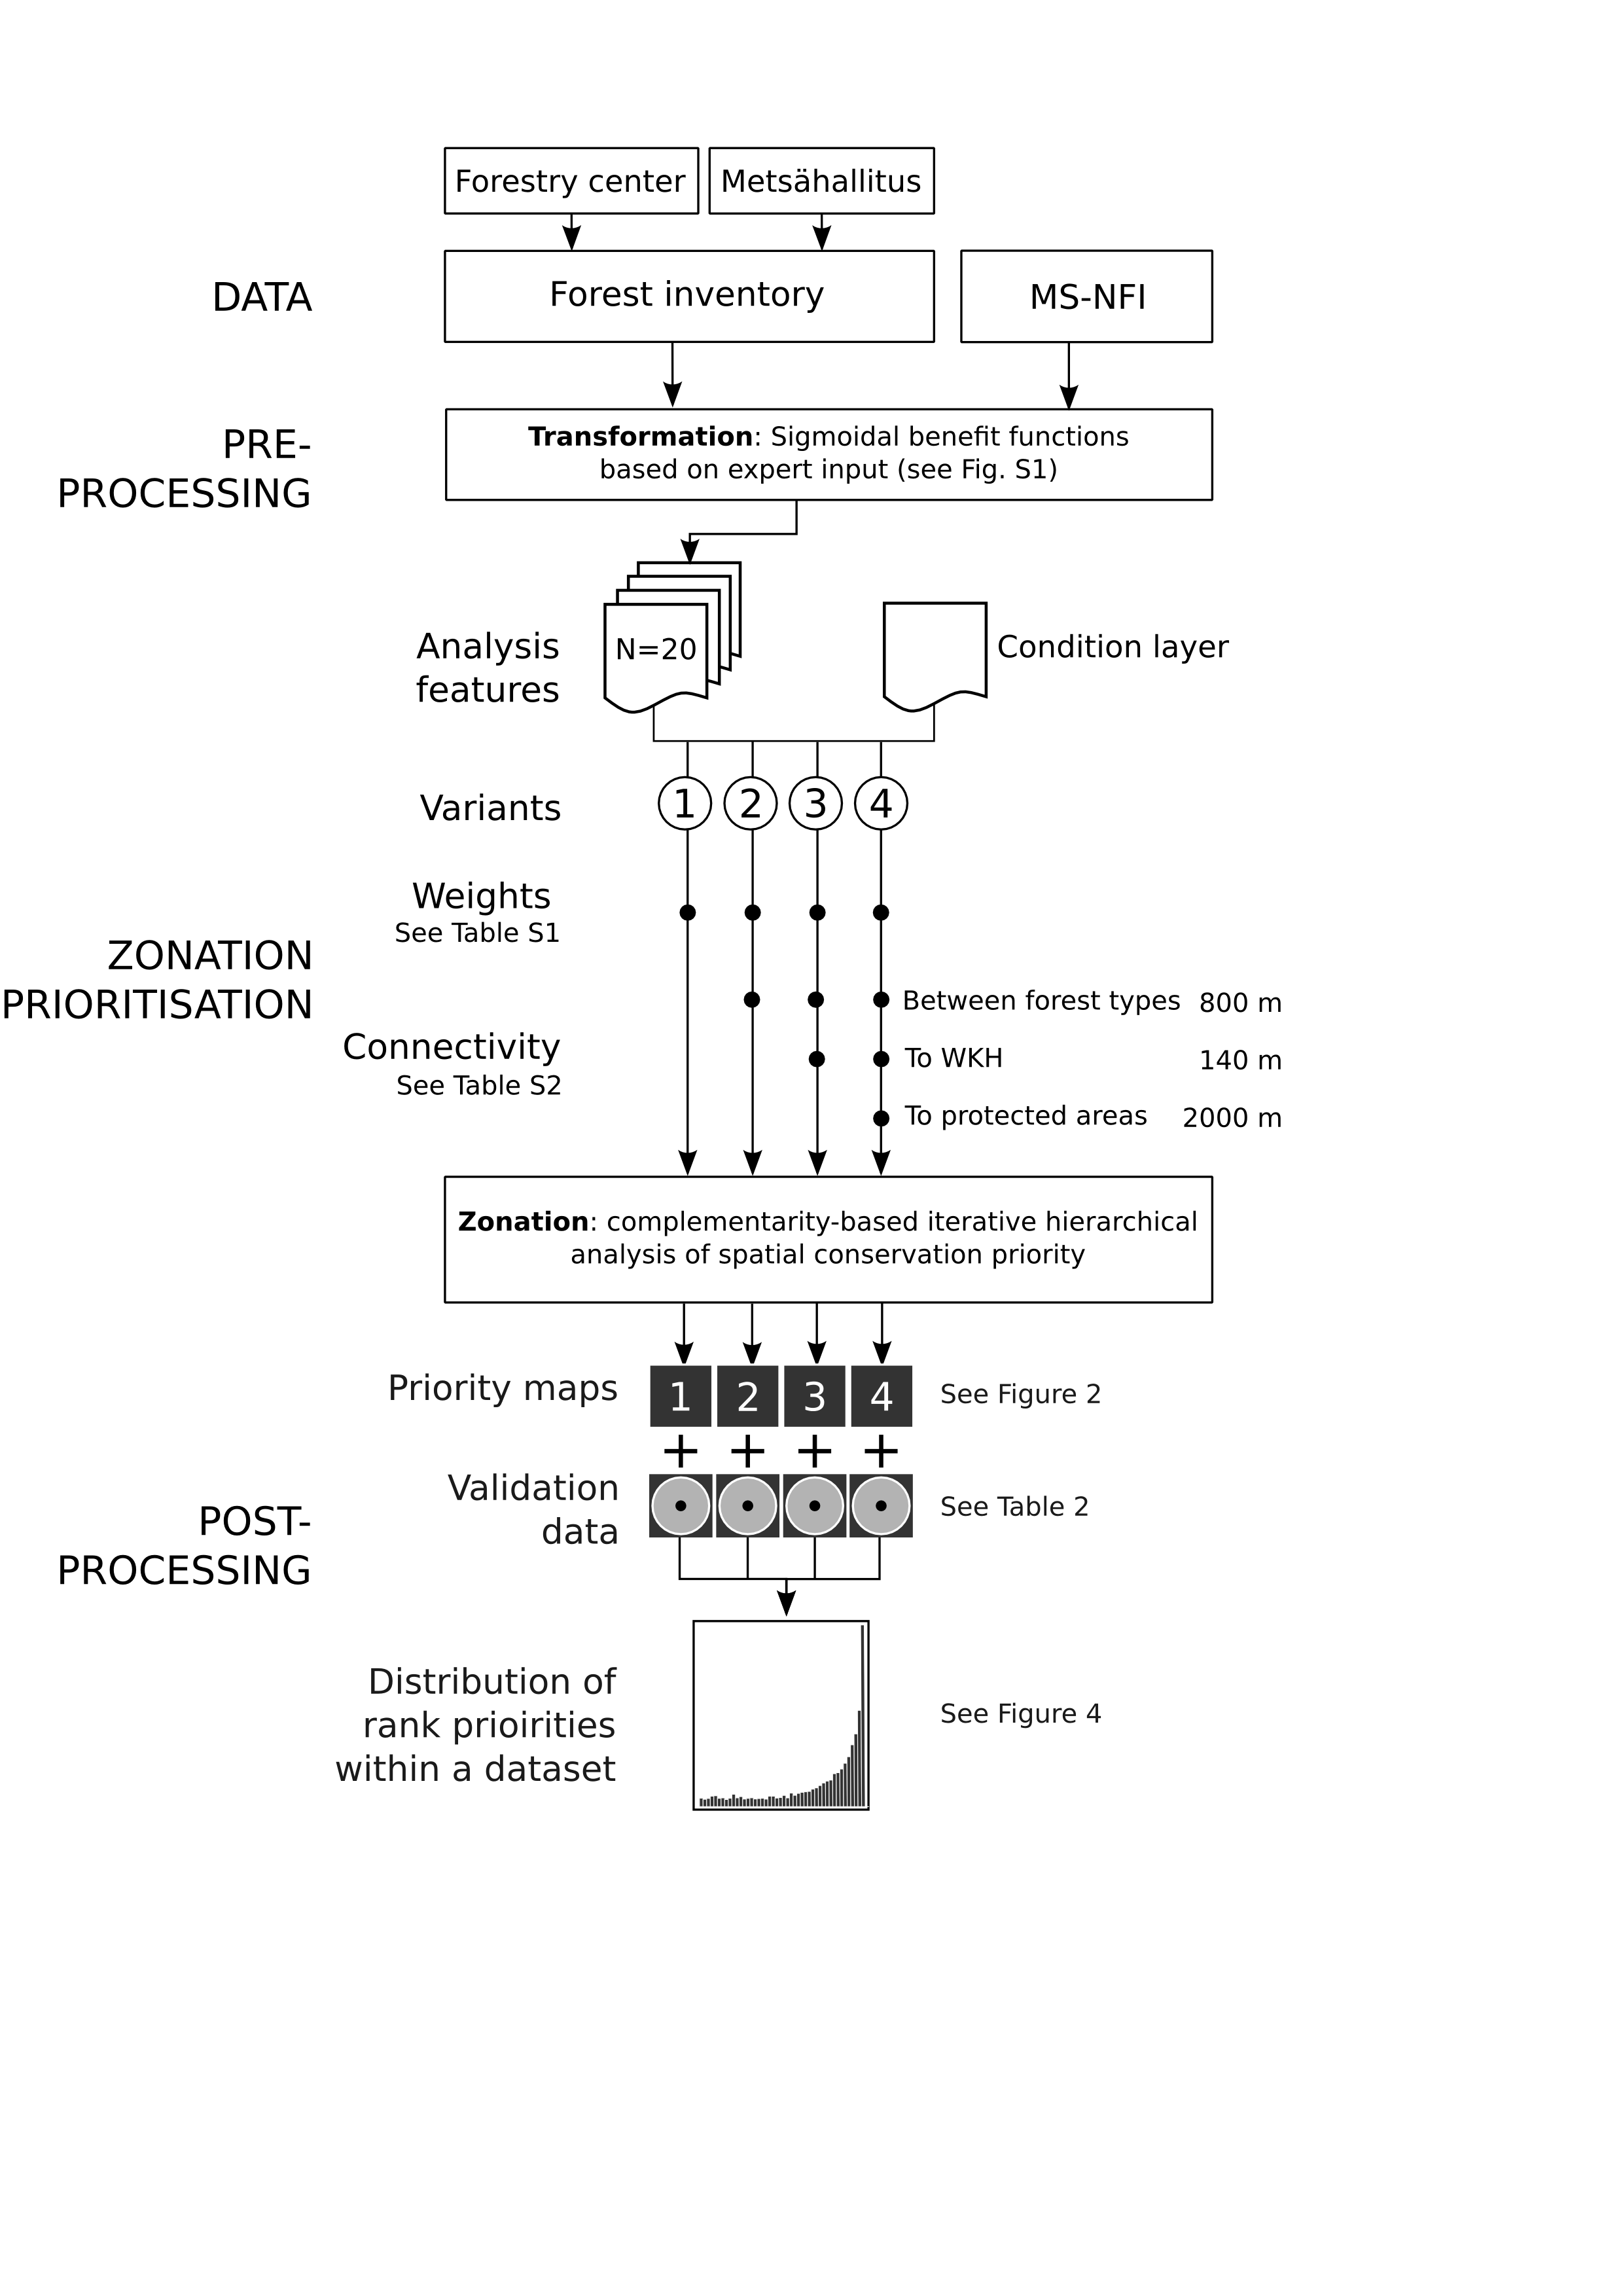 Forestry center
Metsähallitus
DATA
Forest inventory
MS-NFI
PRE-
PROCESSING
Transformation: Sigmoidal benefit functions
based on expert input (see Fig. S1)
Analysis
features
N=20
Condition layer
Variants
1
2
3
4
Weights
See Table S1
ZONATION
PRIORITISATION
Connectivity
See Table S2
Between forest types 800 m
To WKH 140 m
To protected areas 2000 m
Zonation: complementarity-based iterative hierarchical
analysis of spatial conservation priority
Priority maps
1
2
3
4
See Figure 2
+
+
+
+
Validation
data
See Table 2
POST-
PROCESSING
Distribution of
rank prioirities
within a dataset
See Figure 4